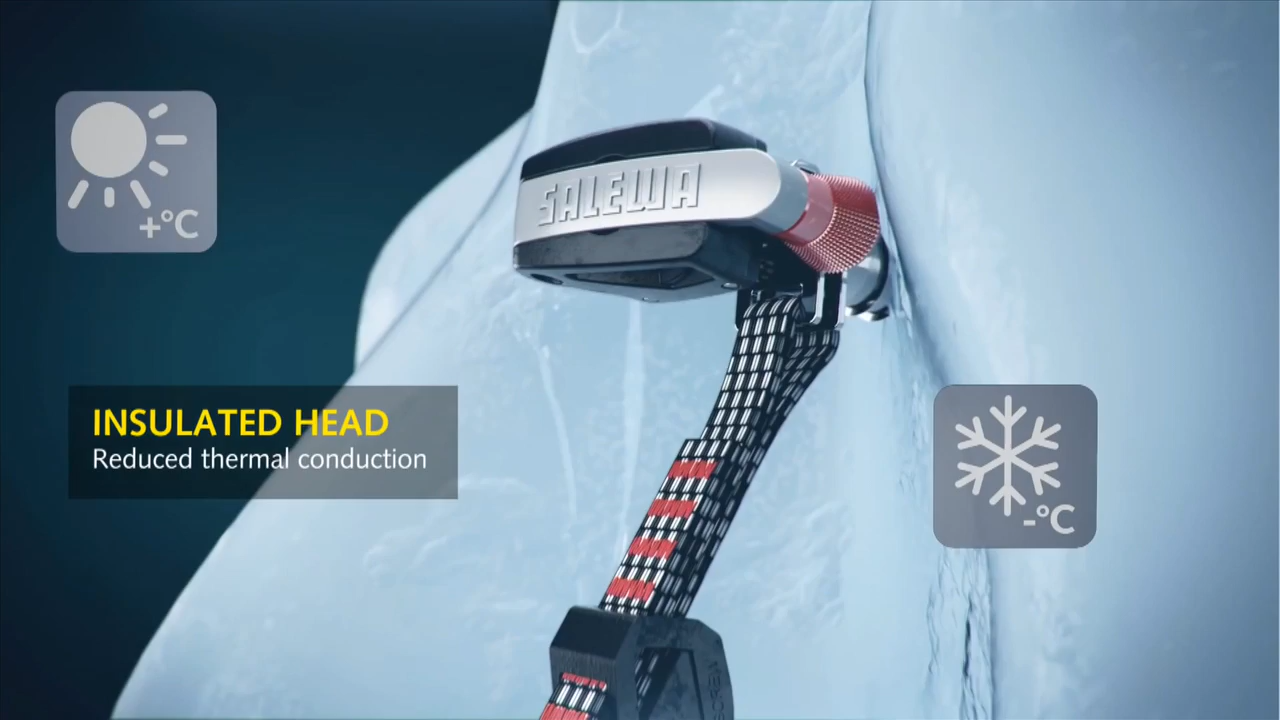 +°C
SALEWA
INSULATED HEAD
Reduced thermal conduction
-°C